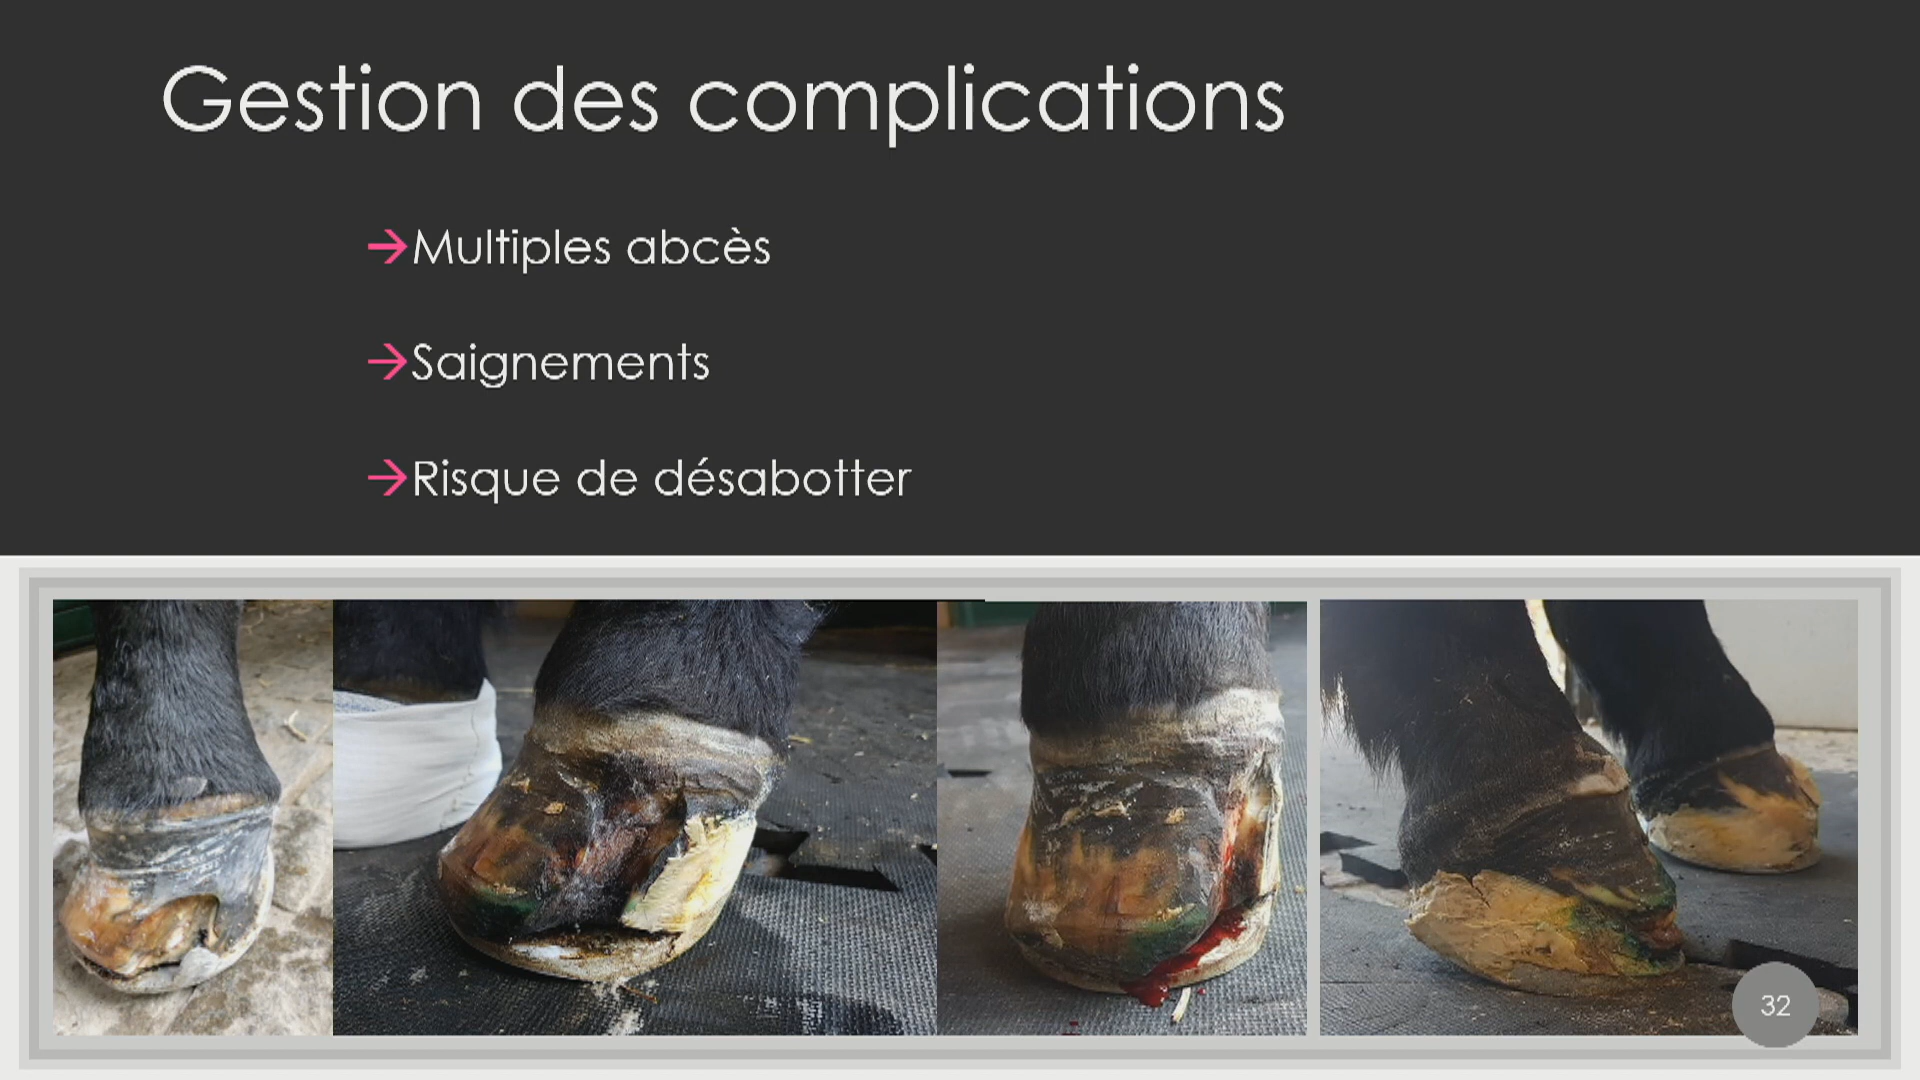 Gestion des complications
→Multiples abcès
→Saignements
→Risque de désabotter
32